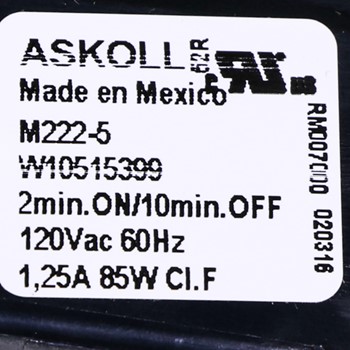 ASKOLL 62R
Made en Mexico
M222-5
W10515399
2min.ON/10min.OFF
120Vac 60Hz
1,25A 85W Cl.F
RM007000 020316